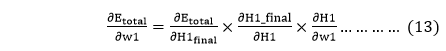 ∂E_total/∂w1 = ∂E_total/∂H1_final × ∂H1_final/∂H1 × ∂H1/∂w1 … … … … (13)